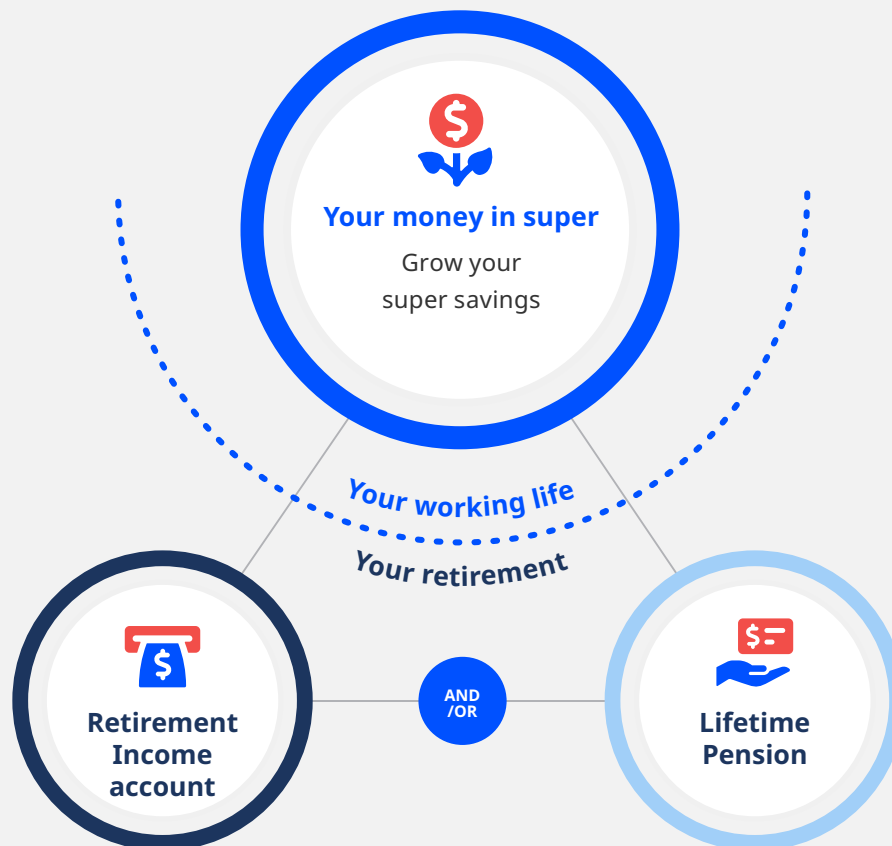 $
Your money in super
Grow your
super savings
Your working life
Your retirement
$
Retirement
Income
account
AND
/OR
$
Lifetime
Pension